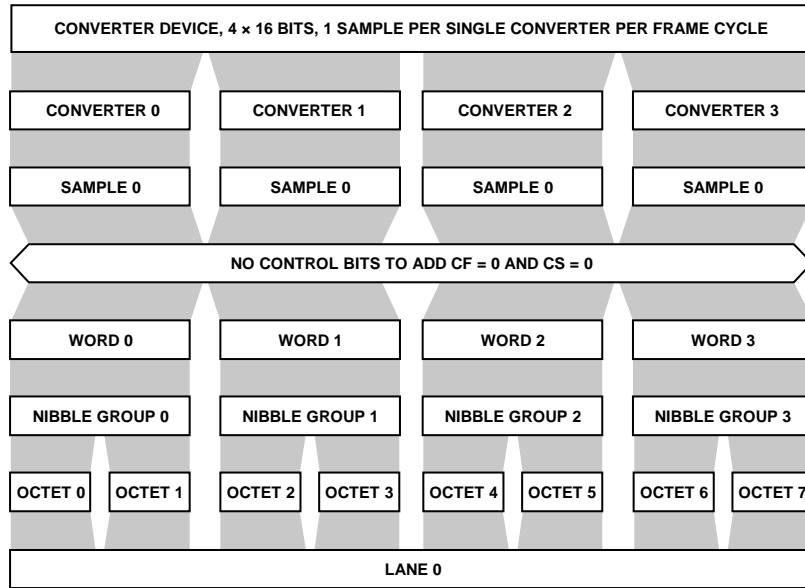 CONVERTER DEVICE, 4 × 16 BITS, 1 SAMPLE PER SINGLE CONVERTER PER FRAME CYCLE
CONVERTER 0 CONVERTER 1 CONVERTER 2 CONVERTER 3
SAMPLE 0 SAMPLE 0 SAMPLE 0 SAMPLE 0
NO CONTROL BITS TO ADD CF = 0 AND CS = 0
WORD 0 WORD 1 WORD 2 WORD 3
NIBBLE GROUP 0 NIBBLE GROUP 1 NIBBLE GROUP 2 NIBBLE GROUP 3
OCTET 0 OCTET 1 OCTET 2 OCTET 3 OCTET 4 OCTET 5 OCTET 6 OCTET 7
LANE 0